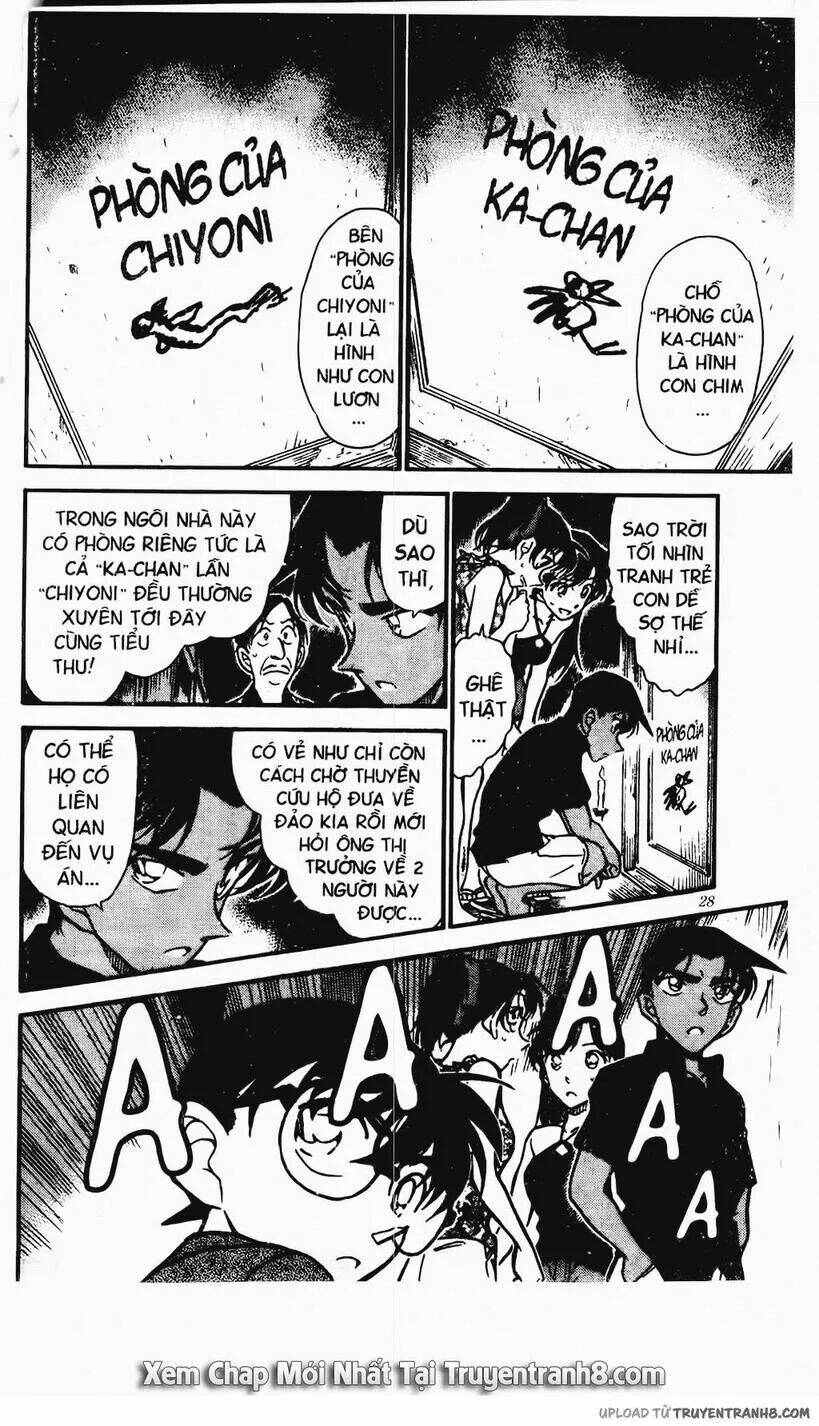 PHÒNG CỦA
KA-CHAN
CHỖ
"PHÒNG CỦA
KA-CHAN"
LÀ HÌNH
CON CHIM
...
PHÒNG CỦA
CHIYONI
BÊN
"PHÒNG
CỦA
CHIYONI"
LẠI LÀ
HÌNH
NHƯ CON
LƯƠN
...
SAO TRỜI
TỐI NHÌN
TRANH TRẺ
CON DỄ
SỢ THẾ
NHỈ...
GHÊ
THẬT
...
PHÒNG CỦA
KA-CHAN
28
DÙ
SAO
THÌ,
TRONG NGÔI NHÀ NÀY
CÓ PHÒNG RIÊNG TỨC LÀ
CẢ "KA-CHAN" LẪN
"CHIYONI" ĐỀU THƯỜNG
XUYÊN TỚI ĐÂY
CÙNG TIỂU
THƯ!
CÓ VẺ NHƯ CHỈ CÒN
CÁCH CHỜ THUYỀN
CỨU HỘ ĐƯA VỀ
ĐẢO KIA RỒI MỚI
HỎI ÔNG THỊ
TRƯỞNG VỀ 2
NGƯỜI NÀY
ĐƯỢC...
CÓ THỂ
HỌ CÓ
LIÊN
QUAN
ĐẾN VỤ
ÁN...
A A A A A
Xem Chap Mới Nhất Tại Truyentranh8.com
UPLOAD TỪ TRUYENTRANH8.COM